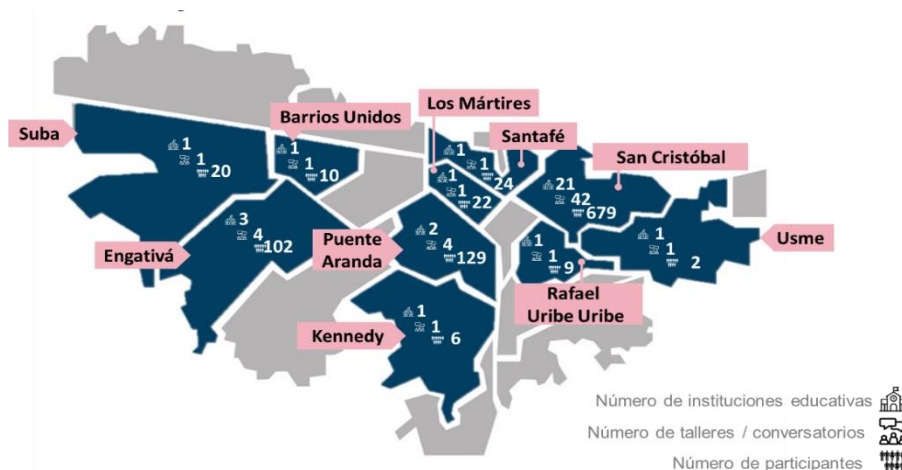 Suba
1
1
20
Barrios Unidos
1
1
10
Los Mártires
1
1
22
Santafé
1
1
24
San Cristóbal
21
42
679
Engativá
3
4
102
Puente
Aranda
2
4
129
Usme
1
1
2
Rafael
Uribe Uribe
1
1
9
Kennedy
1
1
6
Número de instituciones educativas
Número de talleres / conversatorios
Número de participantes